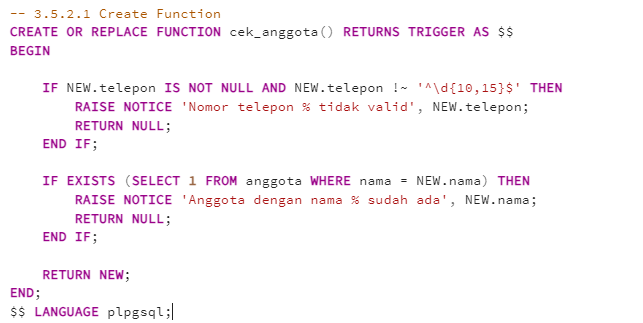 -- 3.5.2.1 Create Function
CREATE OR REPLACE FUNCTION cek_anggota() RETURNS TRIGGER AS $$
BEGIN

    IF NEW.telepon IS NOT NULL AND NEW.telepon !~ '^\d{10,15}$' THEN
        RAISE NOTICE 'Nomor telepon % tidak valid', NEW.telepon;
        RETURN NULL;
    END IF;

    IF EXISTS (SELECT 1 FROM anggota WHERE nama = NEW.nama) THEN
        RAISE NOTICE 'Anggota dengan nama % sudah ada', NEW.nama;
        RETURN NULL;
    END IF;

    RETURN NEW;
END;
$$ LANGUAGE plpgsql;